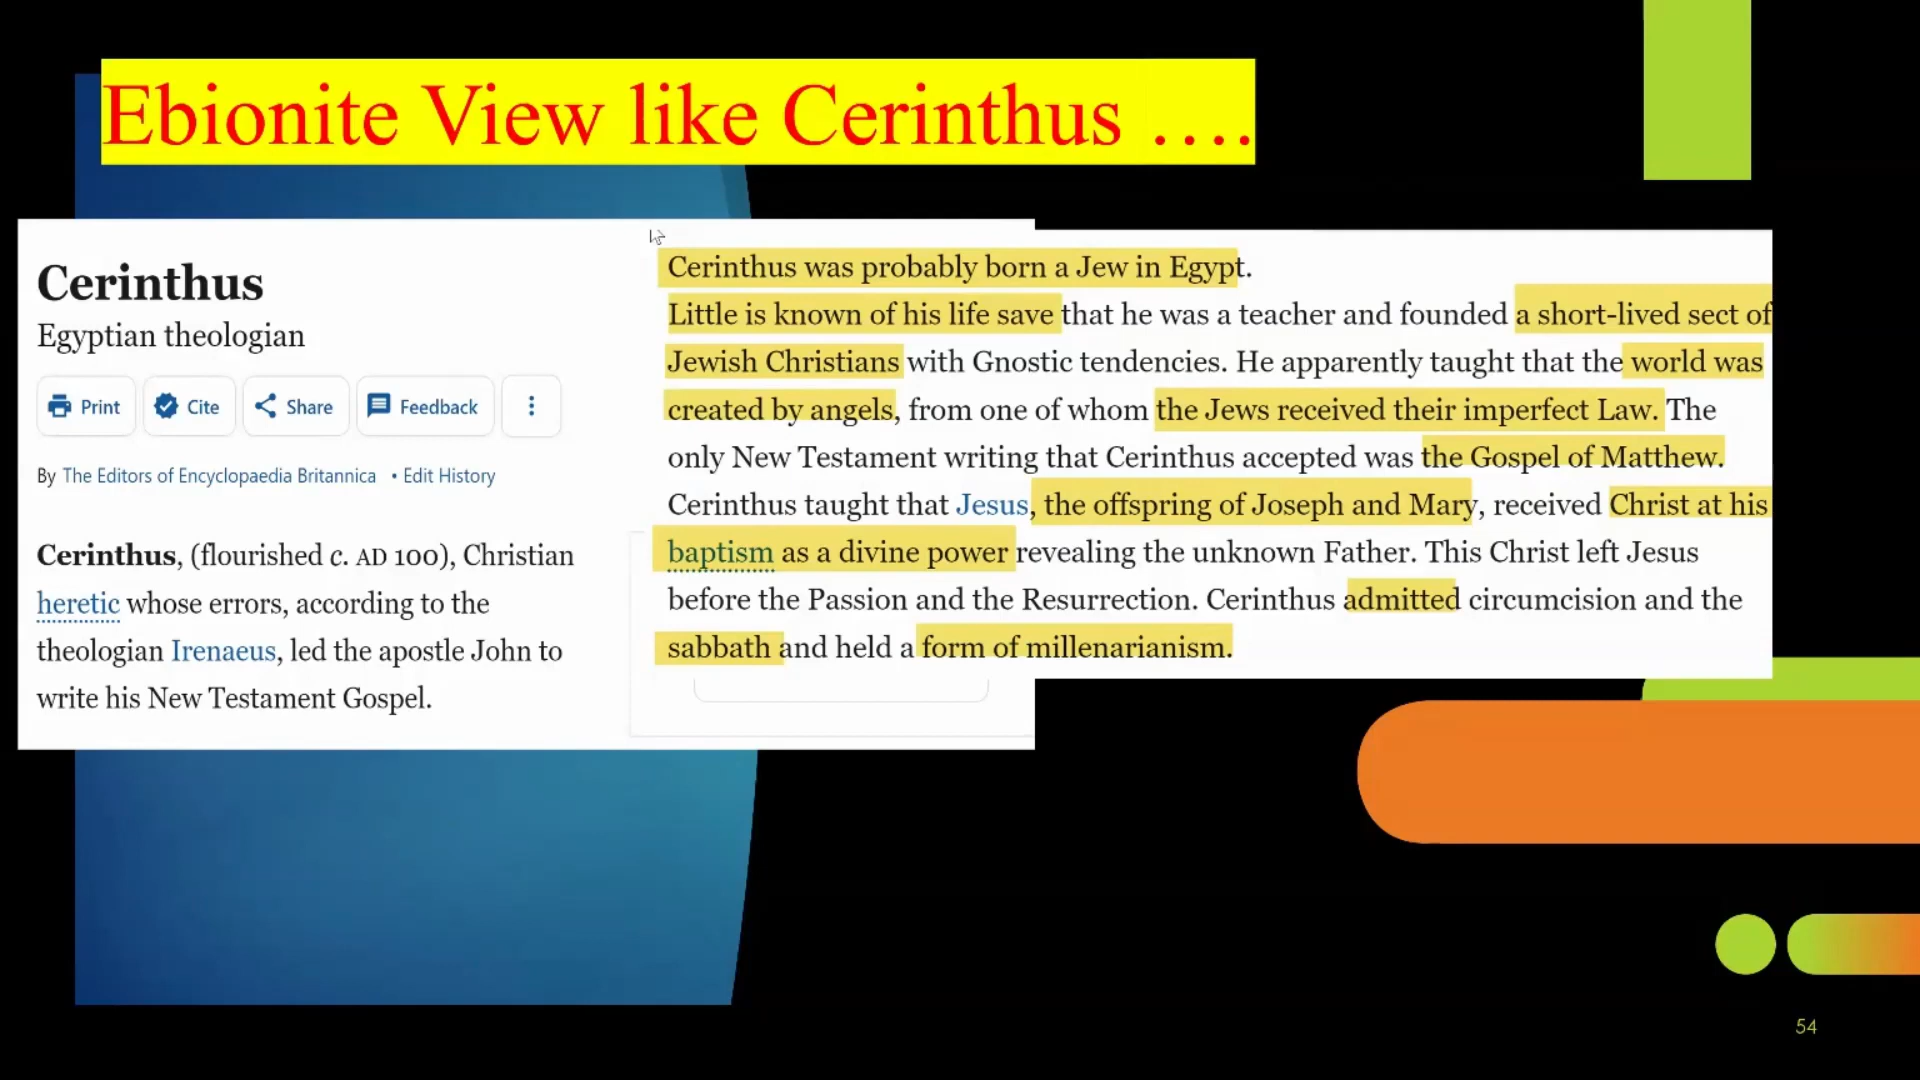 Ebionite View like Cerinthus ....
Cerinthus
Egyptian theologian
Print Cite Share Feedback
By The Editors of Encyclopaedia Britannica • Edit History
Cerinthus, (flourished c. AD 100), Christian
heretic whose errors, according to the
theologian Irenaeus, led the apostle John to
write his New Testament Gospel.
Cerinthus was probably born a Jew in Egypt.
Little is known of his life save that he was a teacher and founded a short-lived sect of
Jewish Christians with Gnostic tendencies. He apparently taught that the world was
created by angels, from one of whom the Jews received their imperfect Law. The
only New Testament writing that Cerinthus accepted was the Gospel of Matthew.
Cerinthus taught that Jesus, the offspring of Joseph and Mary, received Christ at his
baptism as a divine power revealing the unknown Father. This Christ left Jesus
before the Passion and the Resurrection. Cerinthus admitted circumcision and the
sabbath and held a form of millenarianism.
54